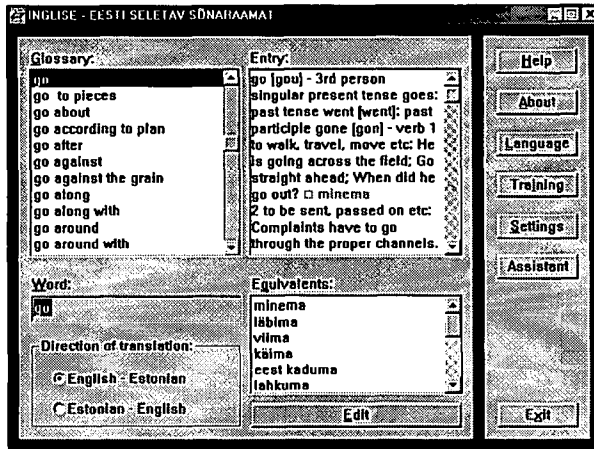 INGLISE - EESTI SELETAV SÕNARAAMAT
Glossary:
go
go to pieces
go about
go according to plan
go after
go against
go against the grain
go along
go along with
go around
go around with
Entry:
go [gou] - 3rd person
singular present tense goes:
past tense went [went]: past
participle gone [gon] - verb 1
to walk, travel, move etc: He
is going across the field; Go
straight ahead; When did he
go out? □ minema
2 to be sent, passed on etc:
Complaints have to go
through the proper channels.
Word:
go
Direction of translation:
English - Estonian
Estonian - English
Equivalents:
minema
läbima
viima
käima
eest kaduma
lahkuma
Edit
Help
About
Language
Training
Settings
Assistant
Exit